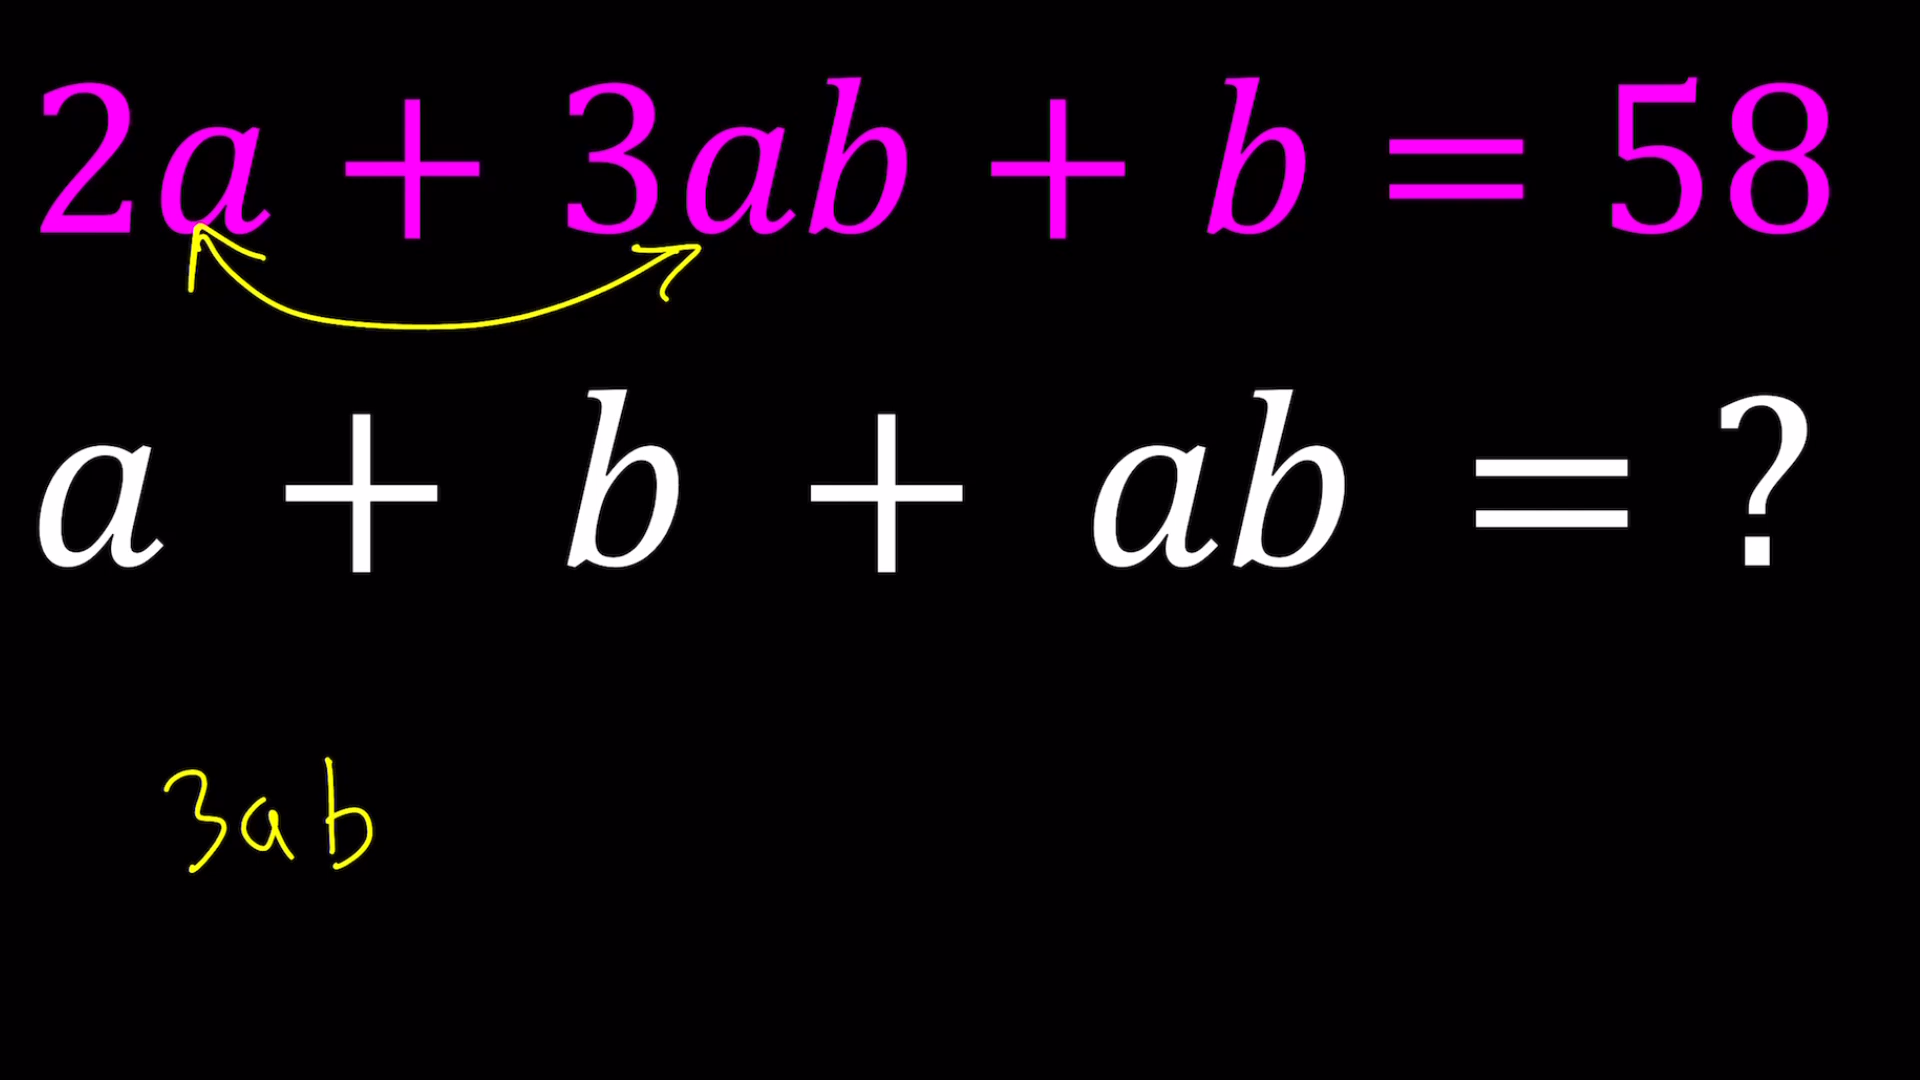 2a + 3ab + b = 58
a + b + ab = ?
3ab